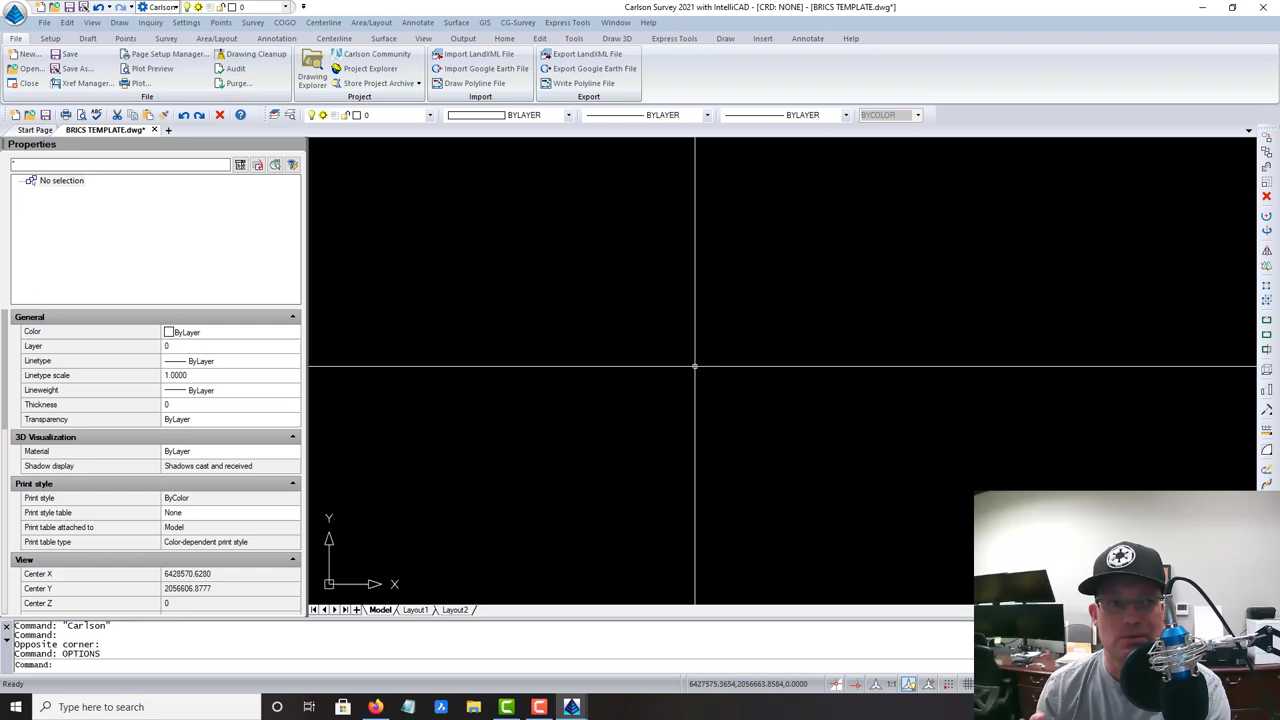 Carlson 0 Carlson Survey 2021 with IntelliCAD [CRD: NONE] - [BRICS TEMPLATE.dwg*]
File Edit View Draw Inquiry Settings Points Survey COGO Centerline Area/Layout Annotate Surface GIS CG-Survey Express Tools Window Help
File Setup Draft Points Survey Area/Layout Annotation Centerline Surface View Output Home Edit Tools Draw 3D Express Tools Draw Insert Annotate
New... Save Page Setup Manager... Drawing Cleanup Carlson Community Import LandXML File Export LandXML File
Open... Save As... Plot Preview Audit Project Explorer Import Google Earth File Export Google Earth File
Close Xref Manager... Plot... Purge... Drawing Explorer Store Project Archive Draw Polyline File Write Polyline File
File Project Import Export
0 BYLAYER BYLAYER BYLAYER BYCOLOR
Start Page BRICS TEMPLATE.dwg*
Properties
*
No selection
General
Color ByLayer
Layer 0
Linetype ByLayer
Linetype scale 1.0000
Lineweight ByLayer
Thickness 0
Transparency ByLayer
3D Visualization
Material ByLayer
Shadow display Shadows cast and received
Print style
Print style ByColor
Print style table None
Print table attached to Model
Print table type Color-dependent print style
View
Center X 6428570.6280
Center Y 2056606.8777
Center Z 0
Y
X
Model Layout1 Layout2
Command: "Carlson"
Command:
Opposite corner:
Command: OPTIONS
Command:
Ready 6427575.3654,2056663.8584,0.0000 1:1
Type here to search